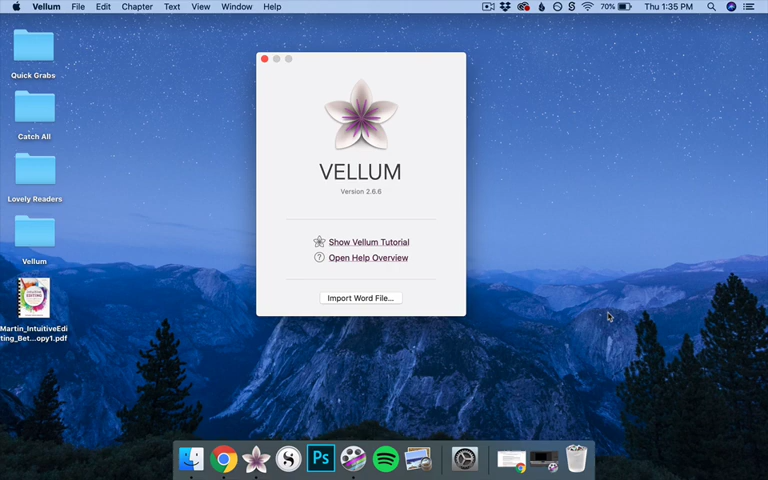 Vellum File Edit Chapter Text View Window Help
70% Thu 1:35 PM
Quick Grabs
Catch All
Lovely Readers
Vellum
Martin_IntuitiveEdi
ting_Bet...opy1.pdf
VELLUM
Version 2.6.6
Show Vellum Tutorial
? Open Help Overview
Import Word File...
Ps